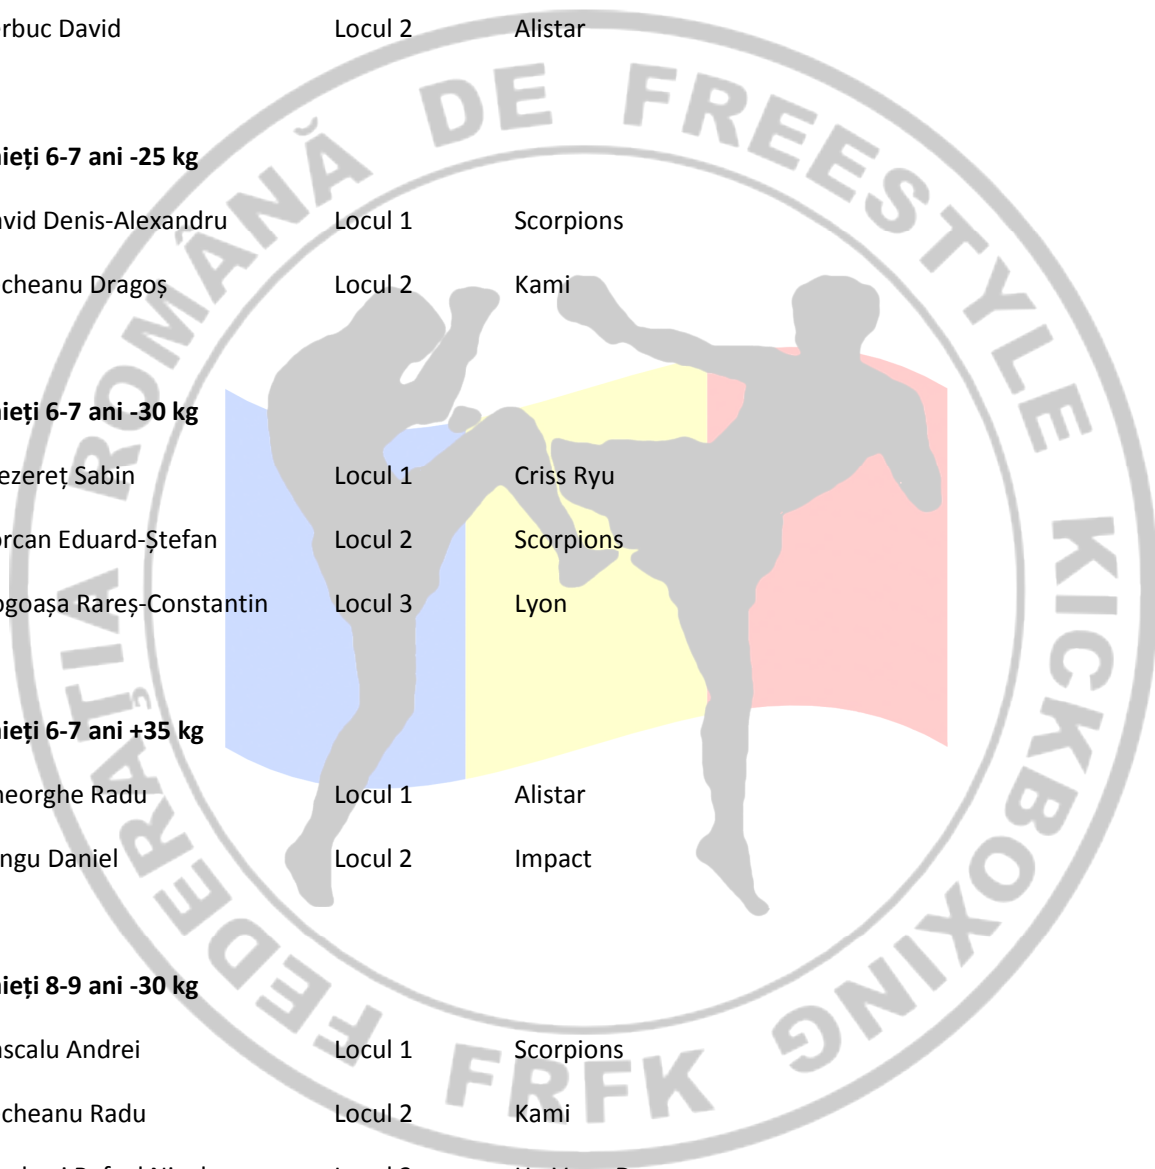 erbuc David Locul 2 Alistar
ieți 6-7 ani -25 kg
vid Denis-Alexandru Locul 1 Scorpions
cheanu Dragoș Locul 2 Kami
ieți 6-7 ani -30 kg
ezereț Sabin Locul 1 Criss Ryu
orcan Eduard-Ștefan Locul 2 Scorpions
ogoașa Rareș-Constantin Locul 3 Lyon
ieți 6-7 ani +35 kg
heorghe Radu Locul 1 Alistar
ngu Daniel Locul 2 Impact
ieți 8-9 ani -30 kg
ascalu Andrei Locul 1 Scorpions
cheanu Radu Locul 2 Kami
FEDERAȚIA ROMÂNĂ DE FREESTYLE KICKBOXING
FRFK